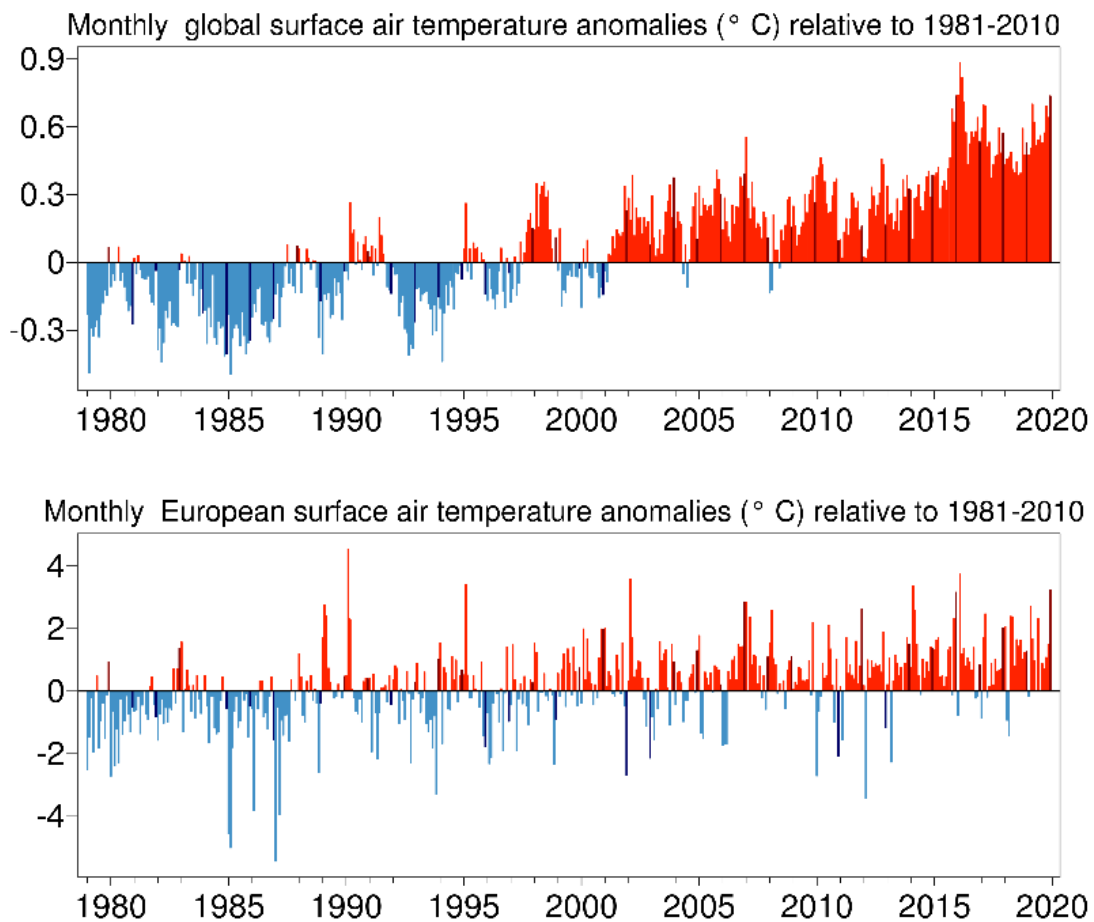 Monthly  global surface air temperature anomalies (° C) relative to 1981-2010
0.9
0.6
0.3
0
-0.3
1980 1985 1990 1995 2000 2005 2010 2015 2020
Monthly  European surface air temperature anomalies (° C) relative to 1981-2010
4
2
0
-2
-4
1980 1985 1990 1995 2000 2005 2010 2015 2020